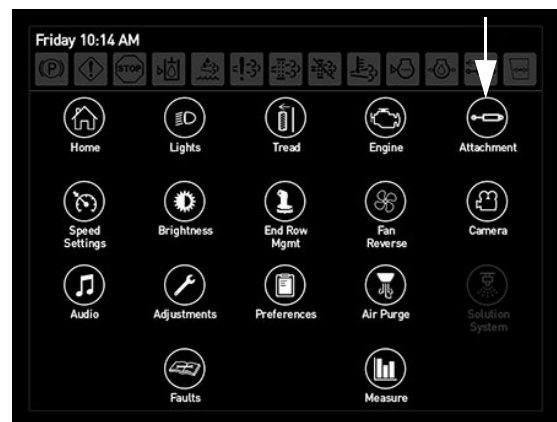 Friday 10:14 AM
(P)
STOP
Home
Lights
Tread
Engine
Attachment
Speed
Settings
Brightness
End Row
Mgmt
Fan
Reverse
Camera
Audio
Adjustments
Preferences
Air Purge
Solution
System
Faults
Measure